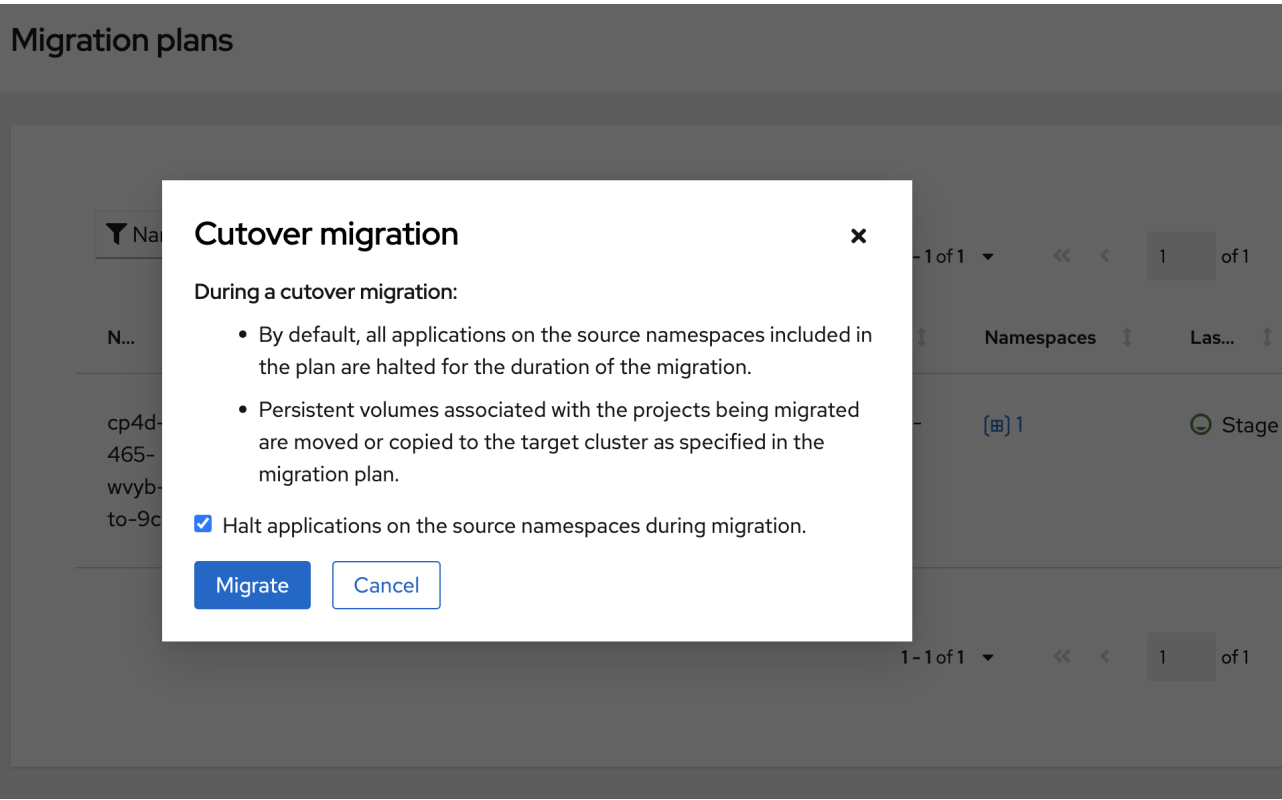 Migration plans
Nar
Cutover migration
During a cutover migration:
• By default, all applications on the source namespaces included in
the plan are halted for the duration of the migration.
• Persistent volumes associated with the projects being migrated
are moved or copied to the target cluster as specified in the
migration plan.
Halt applications on the source namespaces during migration.
Migrate Cancel
– 1 of 1 1 of 1
N... Namespaces Las...
cp4d-
465-
wvyb-
to-9c
– 1 Stage
1 - 1 of 1 1 of 1